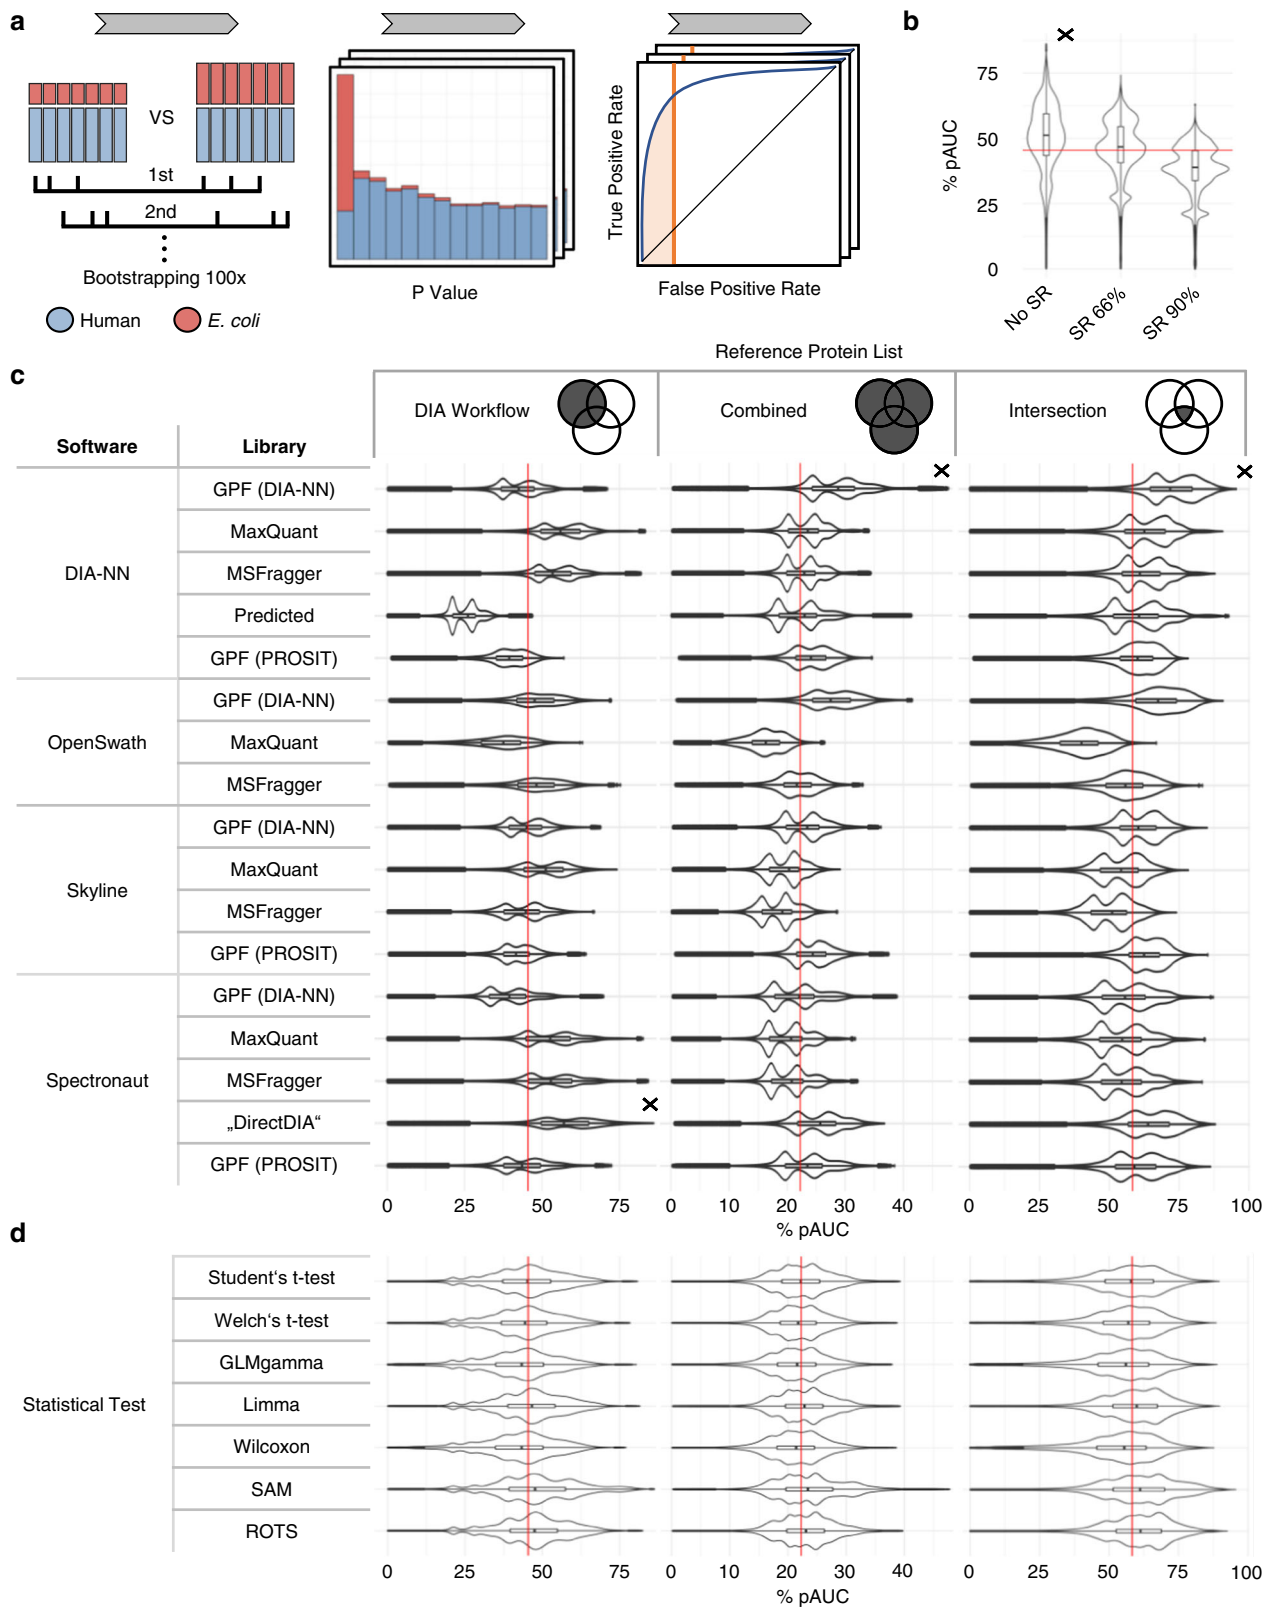 a
VS
1st
2nd
Bootstrapping 100x
Human
E. coli
P Value
True Positive Rate
False Positive Rate
b
% pAUC
75
50
25
0
No SR
SR 66%
SR 90%
Reference Protein List
c
DIA Workflow
Combined
Intersection
Software
Library
DIA-NN
GPF (DIA-NN)
MaxQuant
MSFragger
Predicted
GPF (PROSIT)
OpenSwath
GPF (DIA-NN)
MaxQuant
MSFragger
Skyline
GPF (DIA-NN)
MaxQuant
MSFragger
GPF (PROSIT)
Spectronaut
GPF (DIA-NN)
MaxQuant
MSFragger
„DirectDIA“
GPF (PROSIT)
0 25 50 75 0 10 20 30 40 0 25 50 75 100
% pAUC
d
Statistical Test
Student‘s t-test
Welch‘s t-test
GLMgamma
Limma
Wilcoxon
SAM
ROTS
0 25 50 75 0 10 20 30 40 0 25 50 75 100
% pAUC